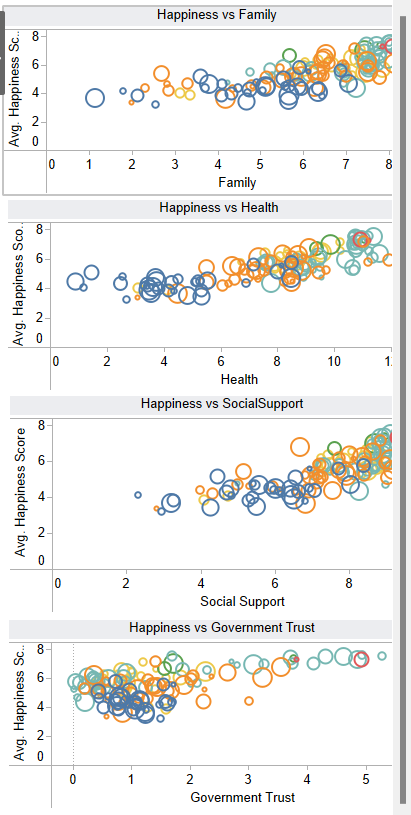 Happiness vs Family
Avg. Happiness Sc..
8
6
4
2
0
0 1 2 3 4 5 6 7 8
Family
Happiness vs Health
Avg. Happiness Sco..
8
6
4
2
0
0 2 4 6 8 10 1
Health
Happiness vs SocialSupport
Avg. Happiness Score
8
6
4
2
0
0 2 4 6 8
Social Support
Happiness vs Government Trust
Avg. Happiness Sc..
8
6
4
2
0
0 1 2 3 4 5
Government Trust